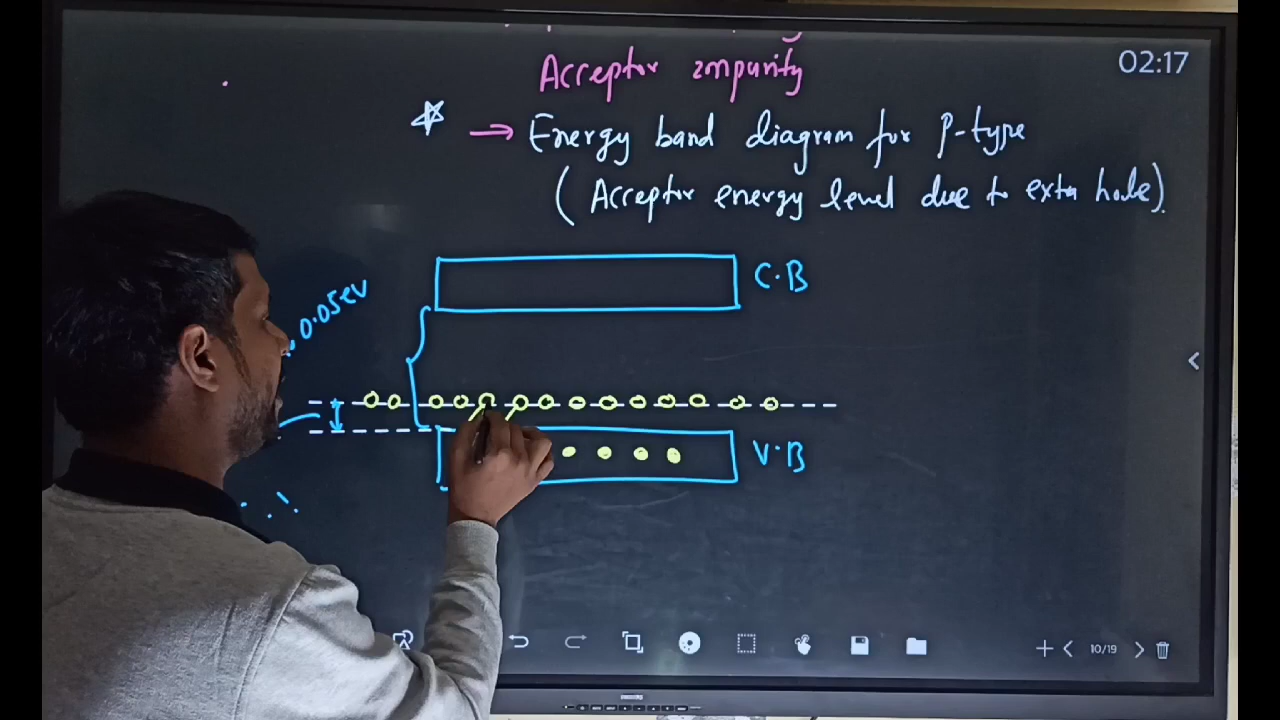 02:17
Acceptor impurity
→ Energy band diagram for P-type
(Acceptor energy level due to extra hole).
C.B
0.05ev
V.B
10/19
PHILIPS